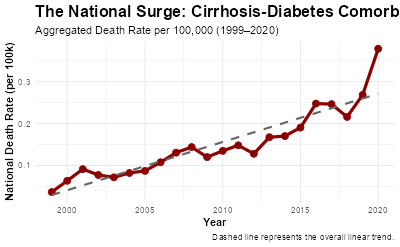 The National Surge: Cirrhosis-Diabetes Comorb
Aggregated Death Rate per 100,000 (1999–2020)
National Death Rate (per 100k)
0.3
0.2
0.1
2000 2005 2010 2015 2020
Year
Dashed line represents the overall linear trend.